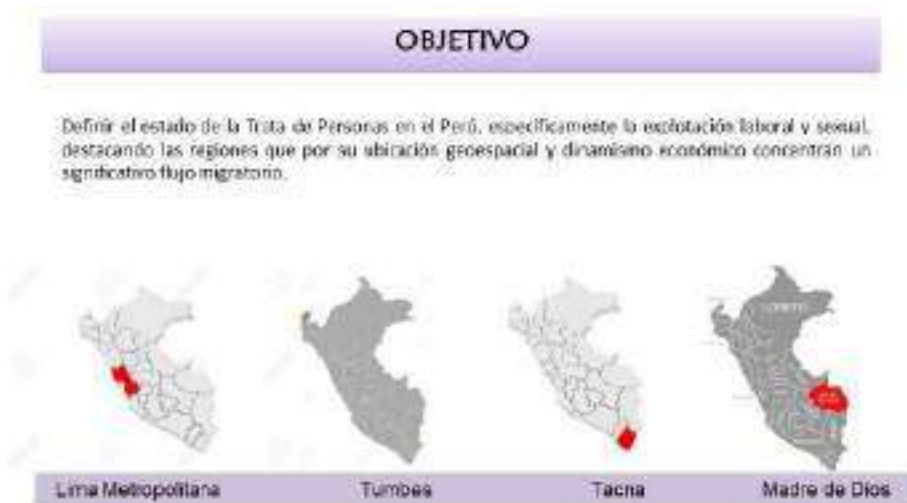 OBJETIVO
Definir el estado de la Trata de Personas en el Perú, específicamente la explotación laboral y sexual,
destacando las regiones que por su ubicación geoespacial y dinamismo económico concentran un
significativo flujo migratorio.
Lima Metropolitana
Tumbes
Tacna
Madre de Dios